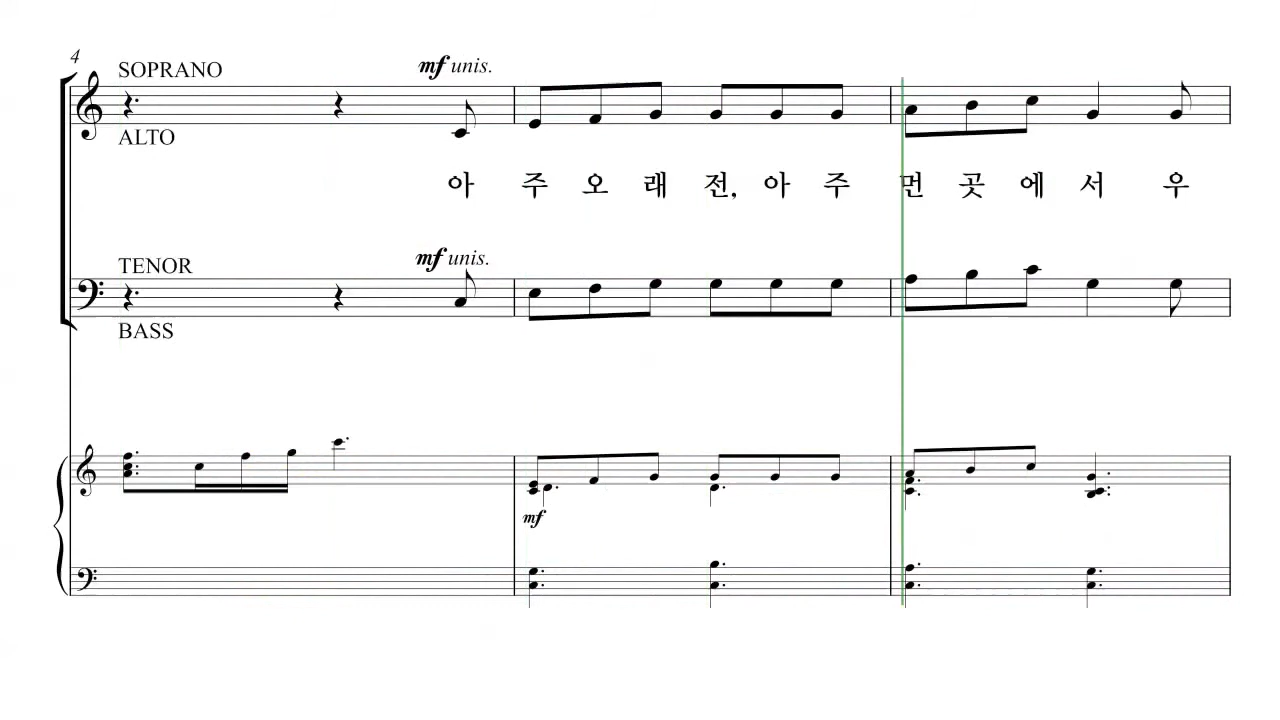 4
SOPRANO
mf unis.
ALTO
아 주 오 래 전, 아 주 먼 곳 에 서 우
mf unis.
TENOR
BASS
mf